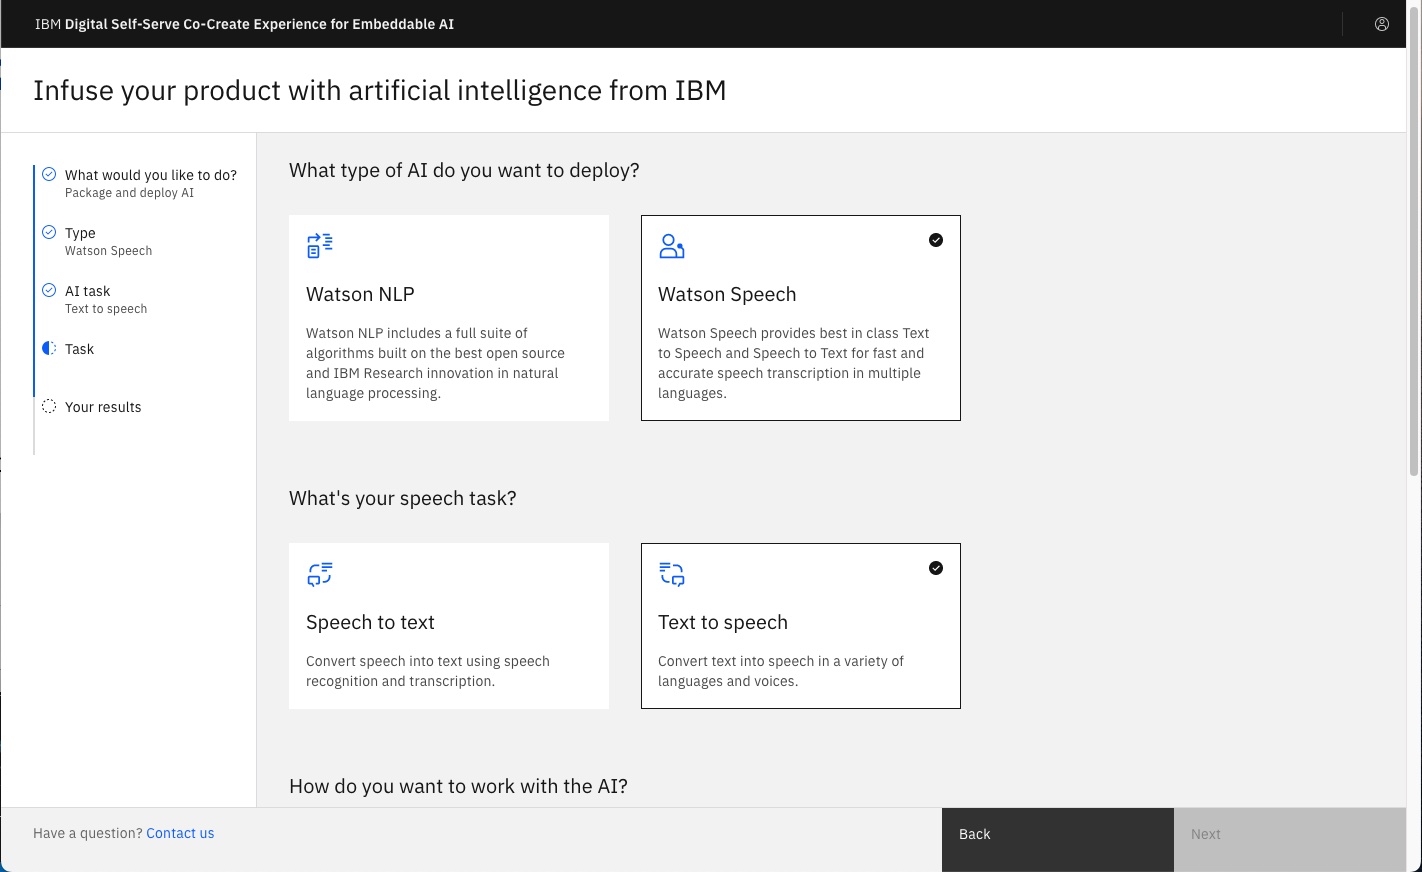 IBM Digital Self-Serve Co-Create Experience for Embeddable AI
Infuse your product with artificial intelligence from IBM
What would you like to do?
Package and deploy AI
Type
Watson Speech
AI task
Text to speech
Task
Your results
What type of AI do you want to deploy?
Watson NLP
Watson NLP includes a full suite of
algorithms built on the best open source
and IBM Research innovation in natural
language processing.
Watson Speech
Watson Speech provides best in class Text
to Speech and Speech to Text for fast and
accurate speech transcription in multiple
languages.
What's your speech task?
Speech to text
Convert speech into text using speech
recognition and transcription.
Text to speech
Convert text into speech in a variety of
languages and voices.
How do you want to work with the AI?
Have a question? Contact us
Back
Next